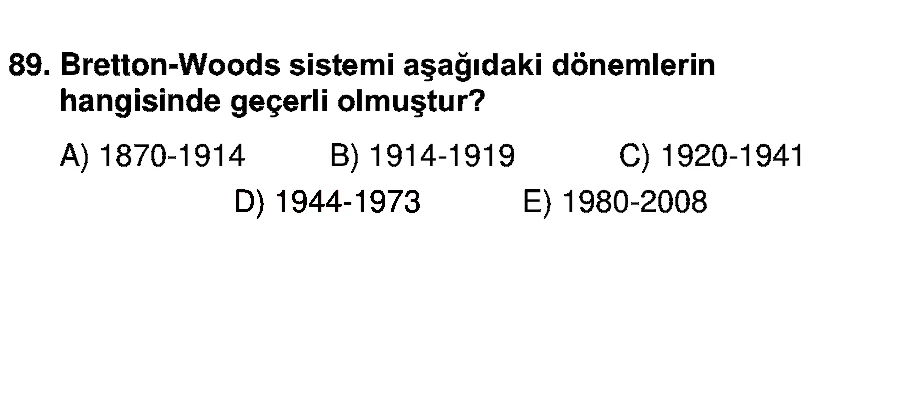 89. Bretton-Woods sistemi aşağıdaki dönemlerin
hangisinde geçerli olmuştur?
A) 1870-1914 B) 1914-1919 C) 1920-1941
D) 1944-1973 E) 1980-2008